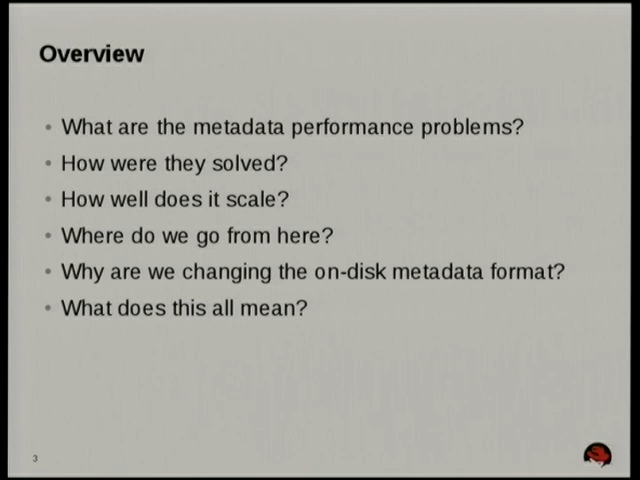 Overview
• What are the metadata performance problems?
• How were they solved?
• How well does it scale?
• Where do we go from here?
• Why are we changing the on-disk metadata format?
• What does this all mean?
3